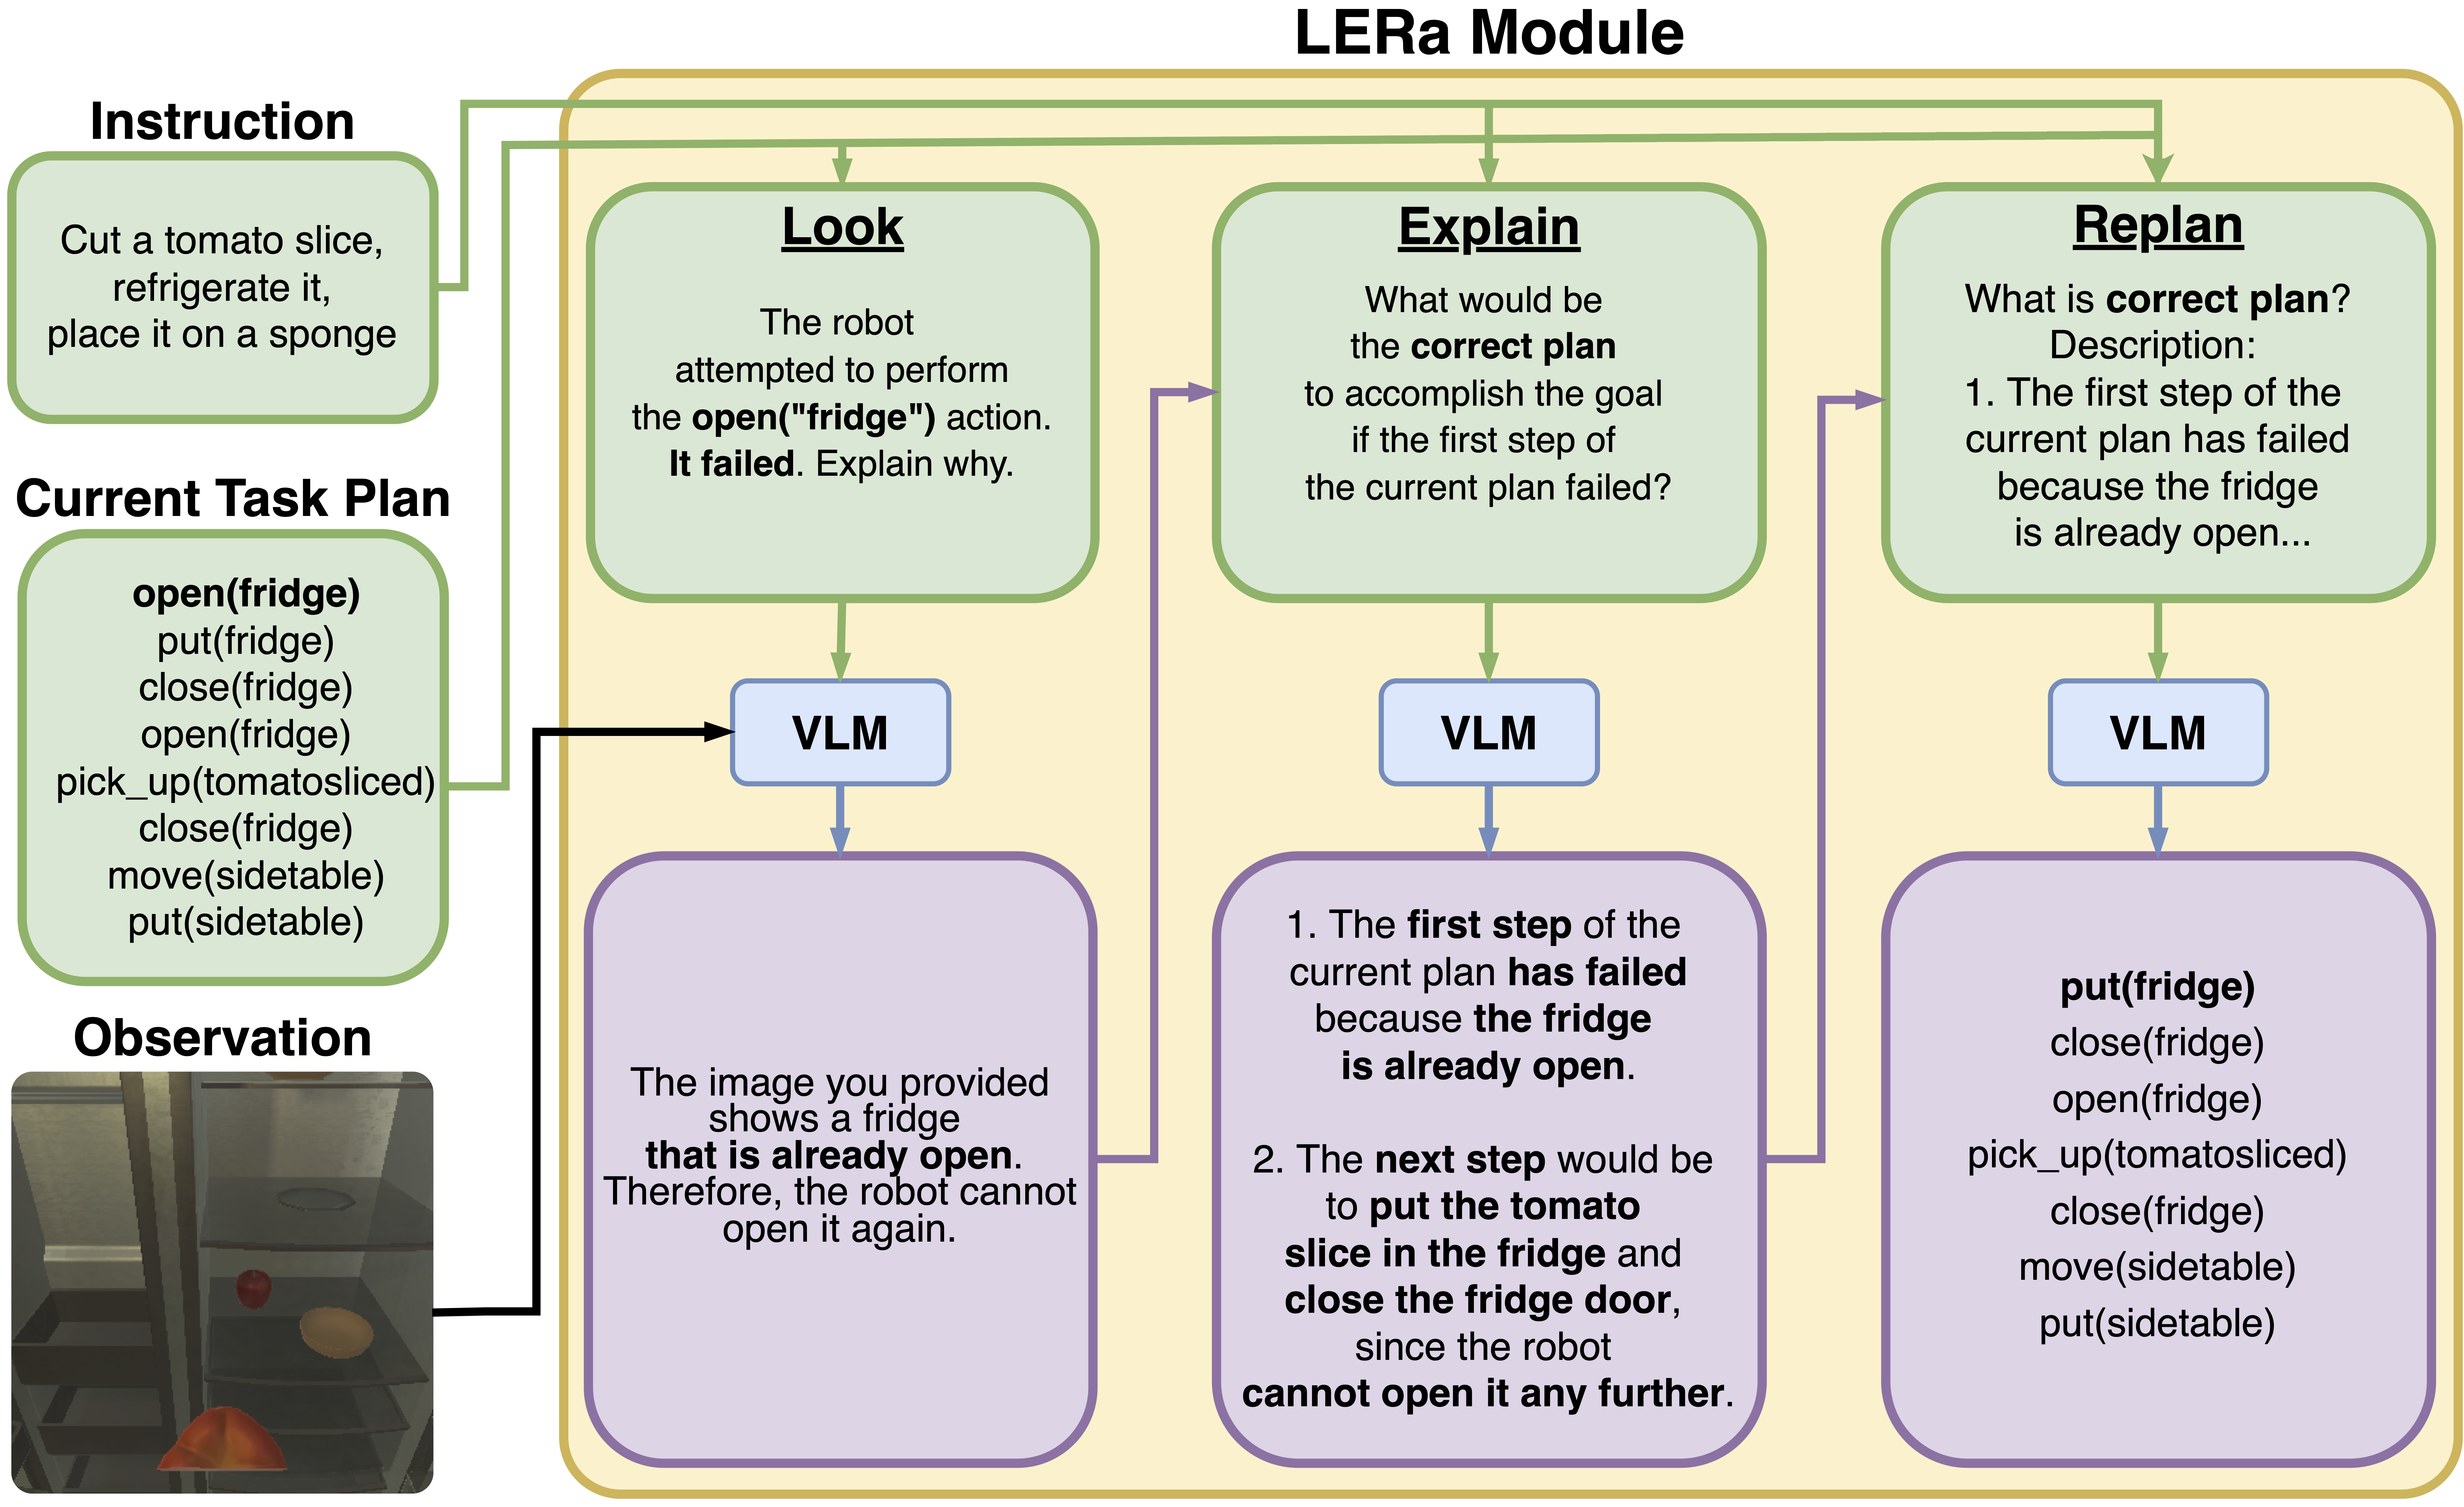 LERa Module
Instruction
Cut a tomato slice,
refrigerate it,
place it on a sponge
Current Task Plan
open(fridge)
put(fridge)
close(fridge)
open(fridge)
pick_up(tomatosliced)
close(fridge)
move(sidetable)
put(sidetable)
Observation
Look
The robot
attempted to perform
the open("fridge") action.
It failed. Explain why.
VLM
The image you provided
shows a fridge
that is already open.
Therefore, the robot cannot
open it again.
Explain
What would be
the correct plan
to accomplish the goal
if the first step of
the current plan failed?
VLM
1. The first step of the
current plan has failed
because the fridge
is already open.
2. The next step would be
to put the tomato
slice in the fridge and
close the fridge door,
since the robot
cannot open it any further.
Replan
What is correct plan?
Description:
1. The first step of the
current plan has failed
because the fridge
is already open...
VLM
put(fridge)
close(fridge)
open(fridge)
pick_up(tomatosliced)
close(fridge)
move(sidetable)
put(sidetable)